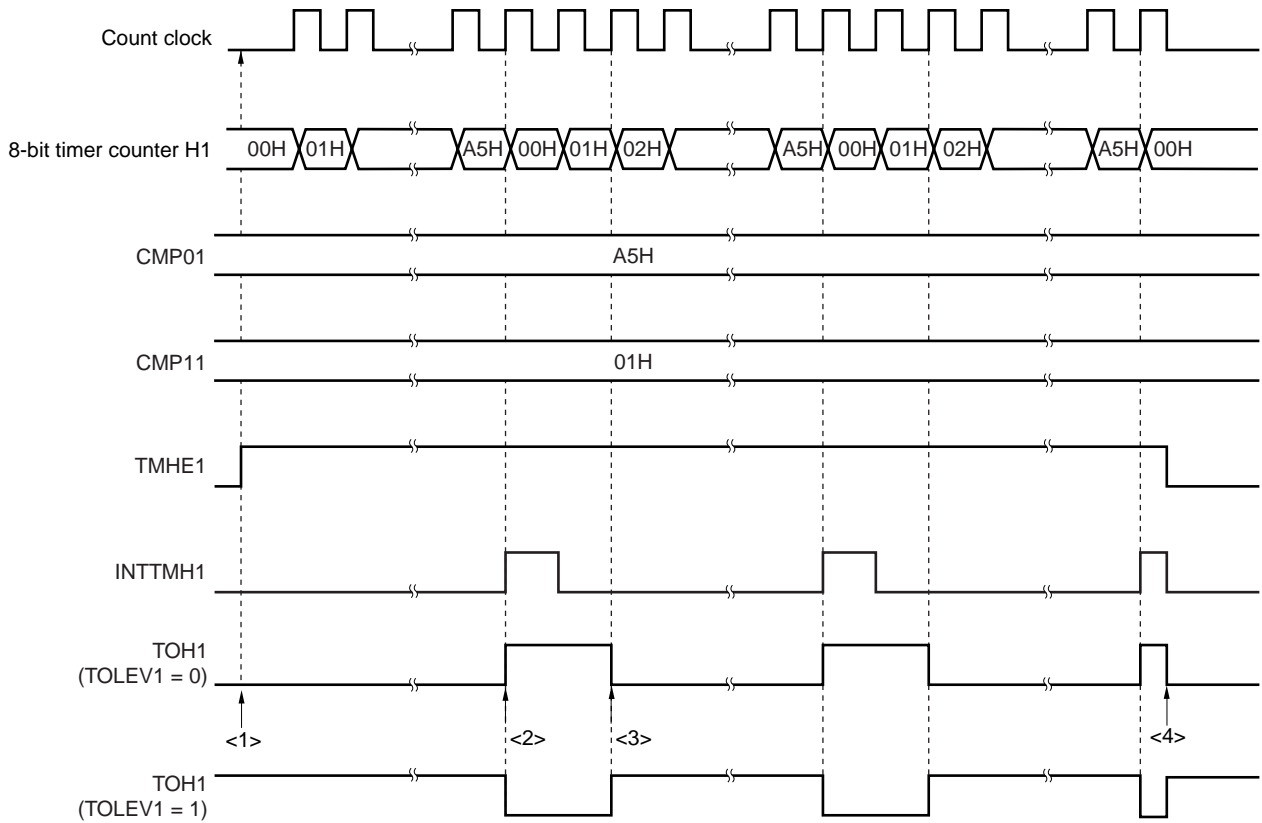 Count clock
8-bit timer counter H1
00H 01H A5H 00H 01H 02H A5H 00H 01H 02H A5H 00H
CMP01
A5H
CMP11
01H
TMHE1
INTTMH1
TOH1
(TOLEV1 = 0)
<1> <2> <3> <4>
TOH1
(TOLEV1 = 1)